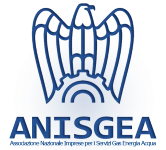 ANISGEA
Associazione Nazionale Imprese per i Servizi Gas Energia Acqua